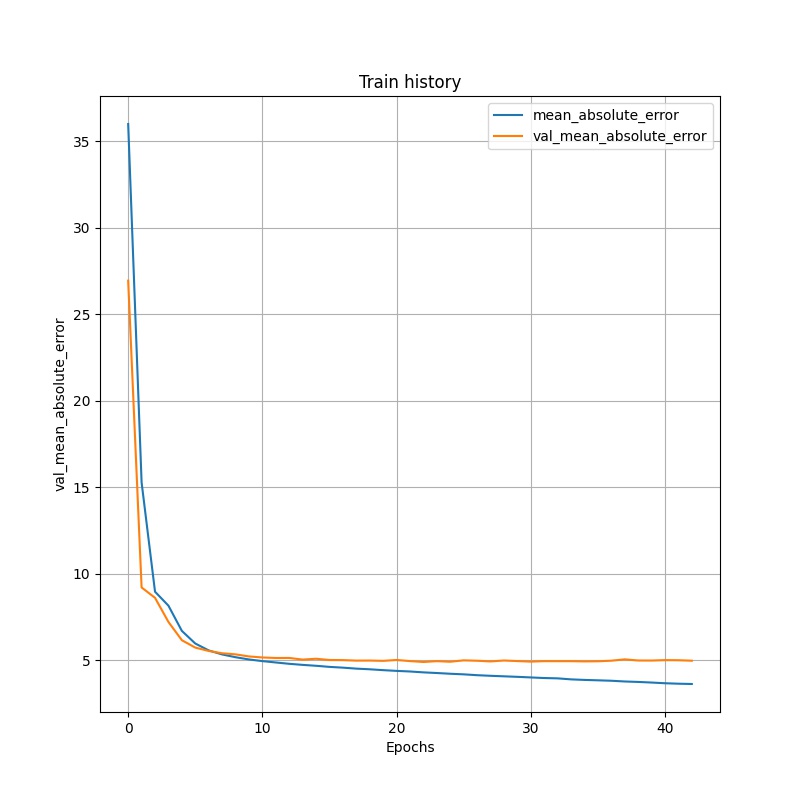 Train history
mean_absolute_error
val_mean_absolute_error
val_mean_absolute_error
35
30
25
20
15
10
5
0 10 20 30 40
Epochs